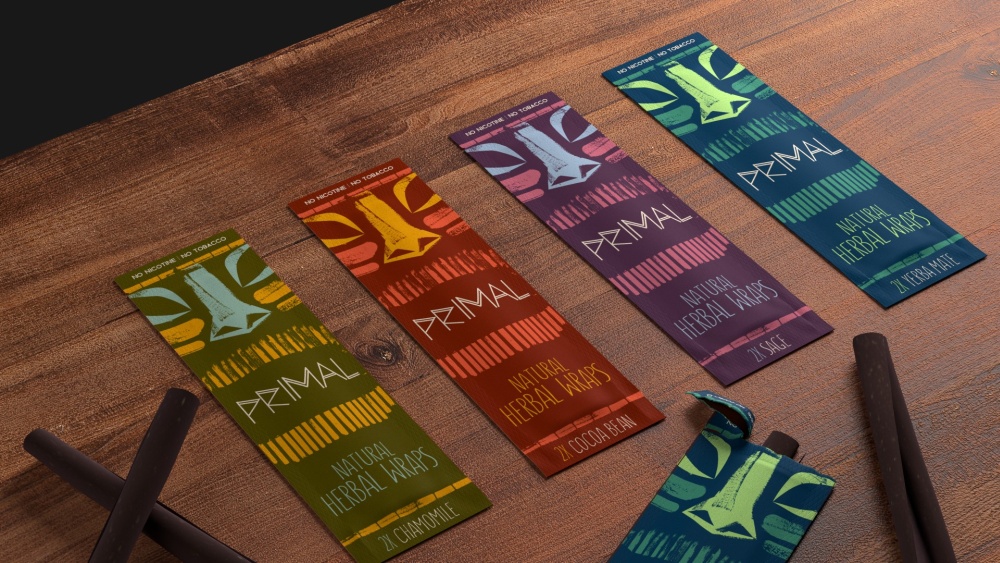 NO NICOTINE · NO TOBACCO
PRIMAL
NATURAL
HERBAL WRAPS
2X CHAMOMILE
NO NICOTINE · NO TOBACCO
PRIMAL
NATURAL
HERBAL WRAPS
2X COCOA BEAN
NO NICOTINE · NO TOBACCO
PRIMAL
NATURAL
HERBAL WRAPS
2X SAGE
NO NICOTINE · NO TOBACCO
PRIMAL
NATURAL
HERBAL WRAPS
2X YERBA MATE